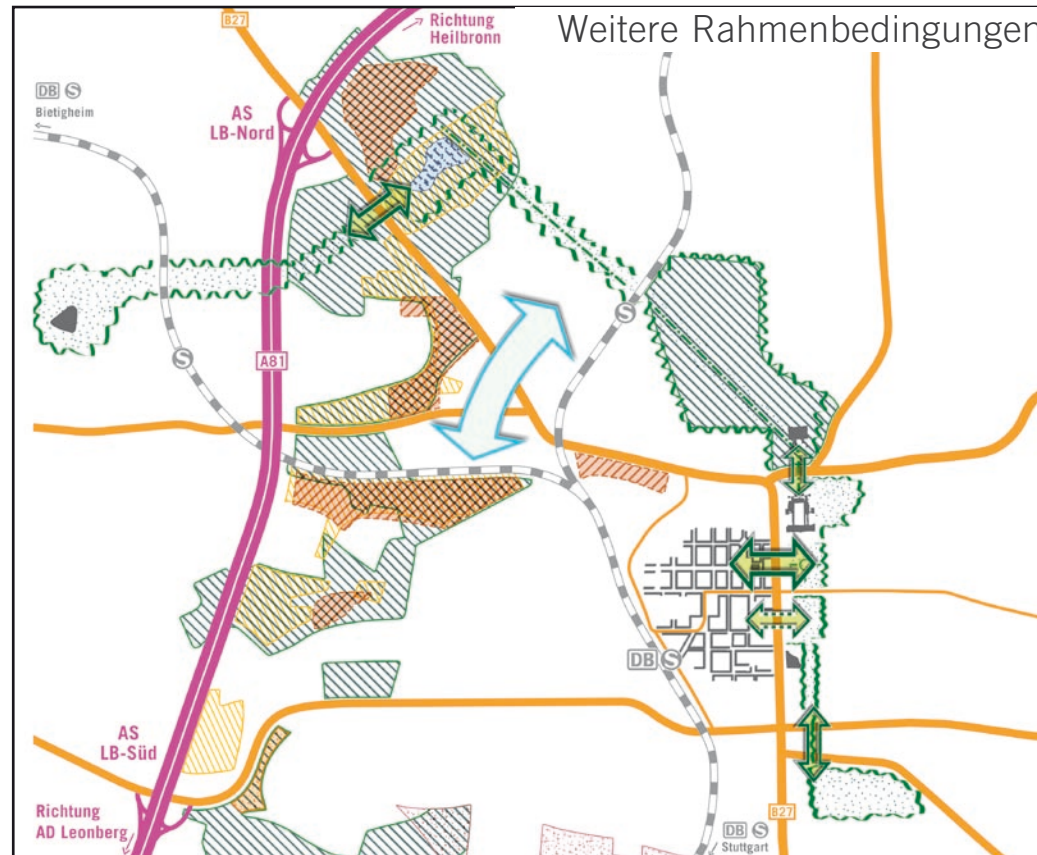 Weitere Rahmenbedingungen
B27
Richtung
Heilbronn
DB S
Bietigheim
AS
LB-Nord
S
S
A81
DB S
AS
LB-Süd
Richtung
AD Leonberg
B27
DB S
Stuttgart